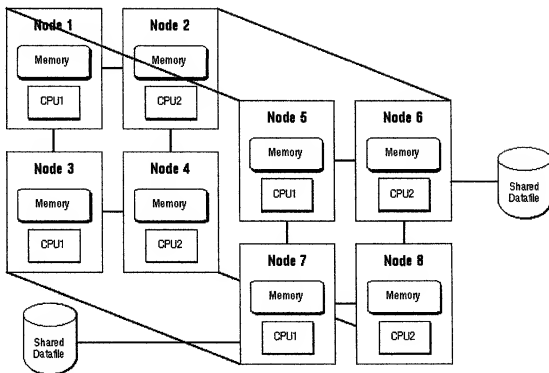 Node 1
Memory
CPU1
Node 2
Memory
CPU2
Node 3
Memory
CPU1
Node 4
Memory
CPU2
Node 5
Memory
CPU1
Node 6
Memory
CPU2
Shared
Datafile
Node 7
Memory
CPU1
Node 8
Memory
CPU2
Shared
Datafile